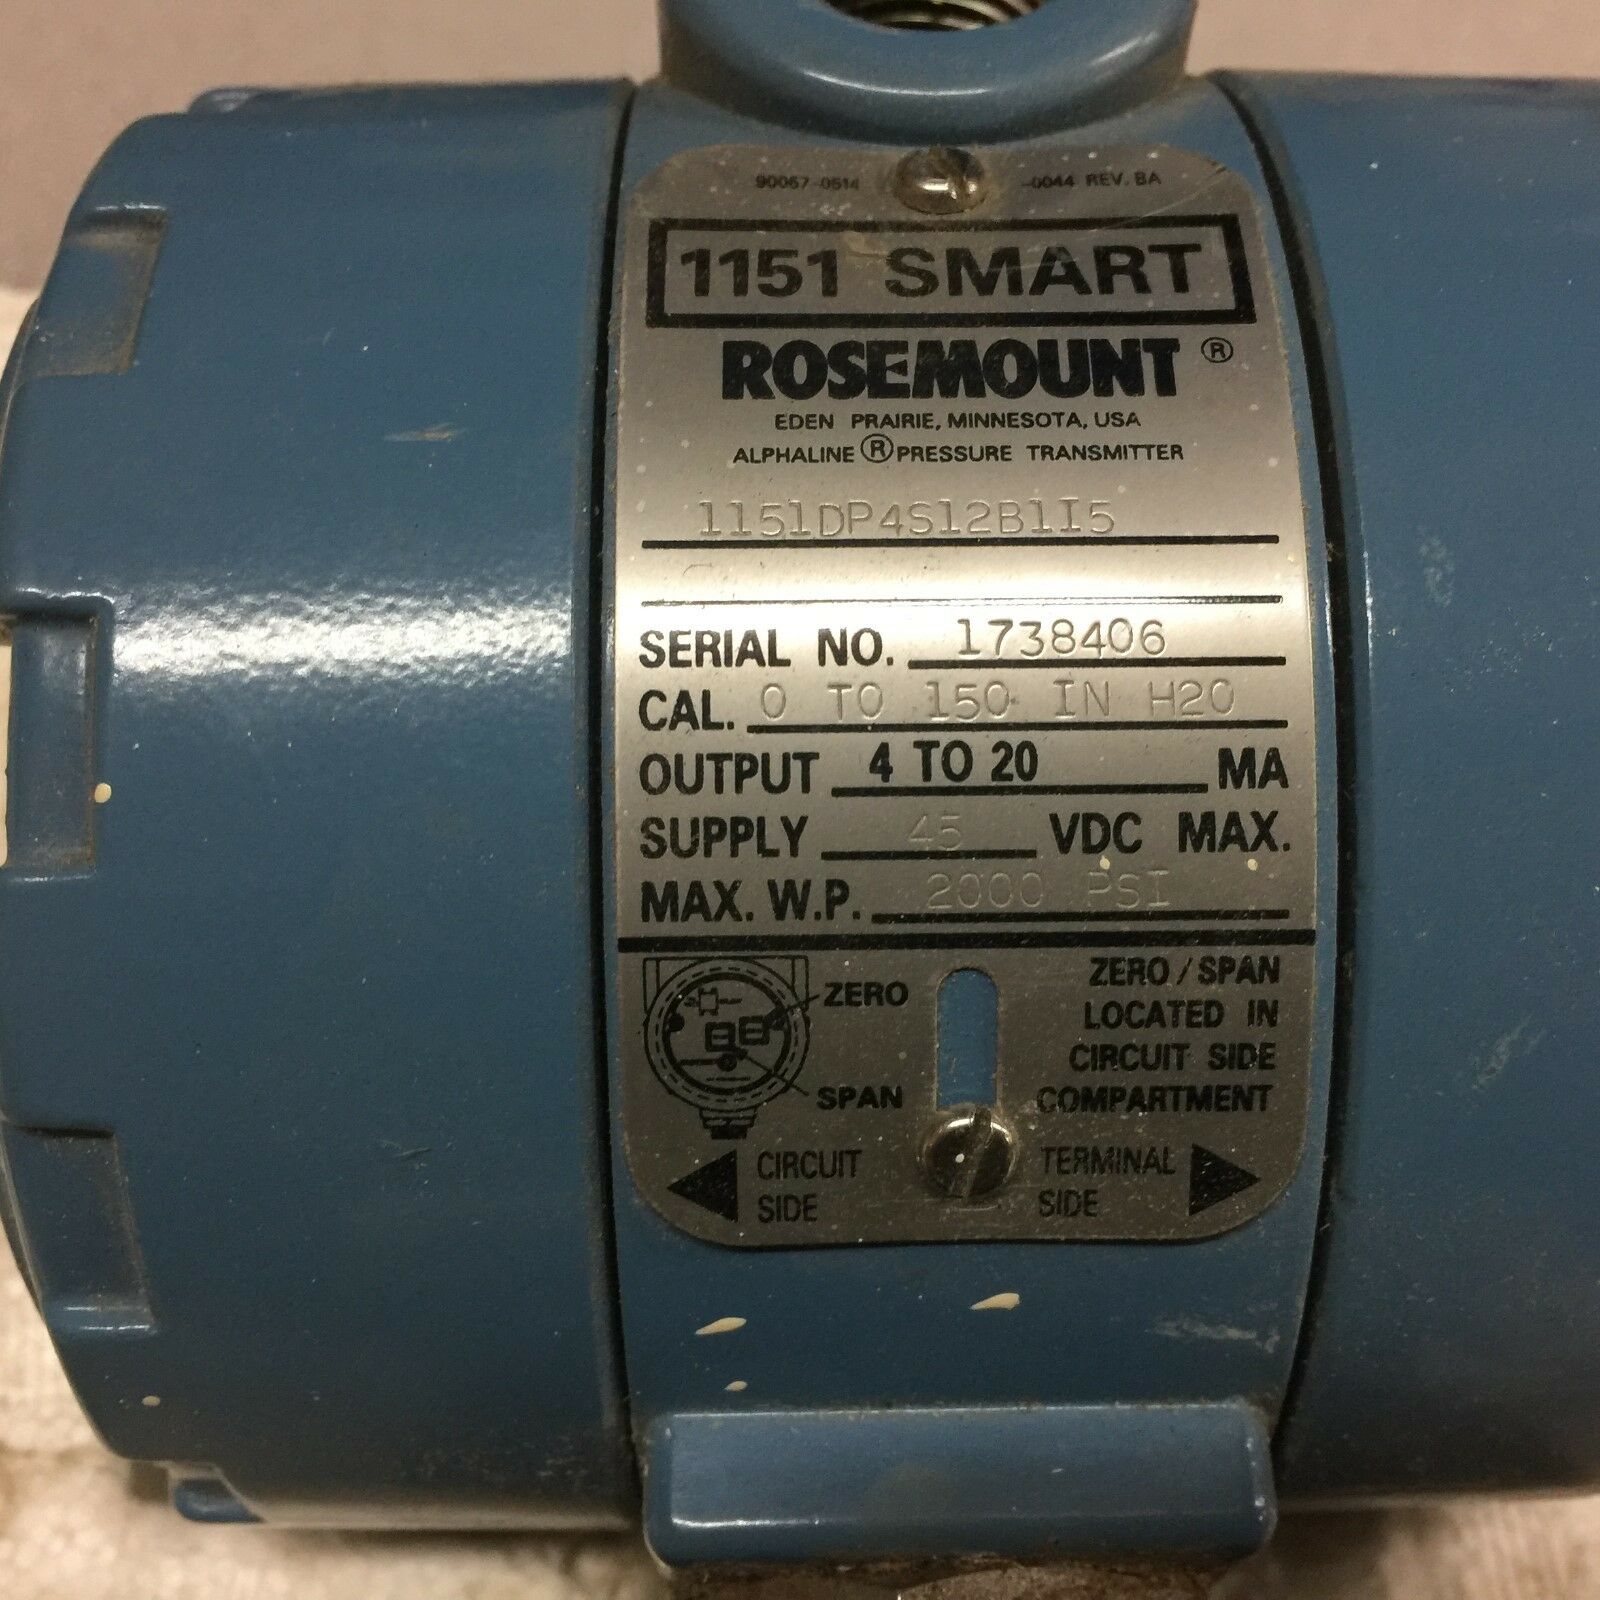 90057-0514 -0044 REV. BA
1151 SMART
ROSEMOUNT ®
EDEN PRAIRIE, MINNESOTA, USA
ALPHALINE ® PRESSURE TRANSMITTER
1151DP4S12B1I5
SERIAL NO. 1738406
CAL. 0 TO 150 IN H2O
OUTPUT 4 TO 20 MA
SUPPLY 45 VDC MAX.
MAX. W.P. 2000 PSI
ZERO
SPAN
ZERO / SPAN
LOCATED IN
CIRCUIT SIDE
COMPARTMENT
CIRCUIT
SIDE
TERMINAL
SIDE